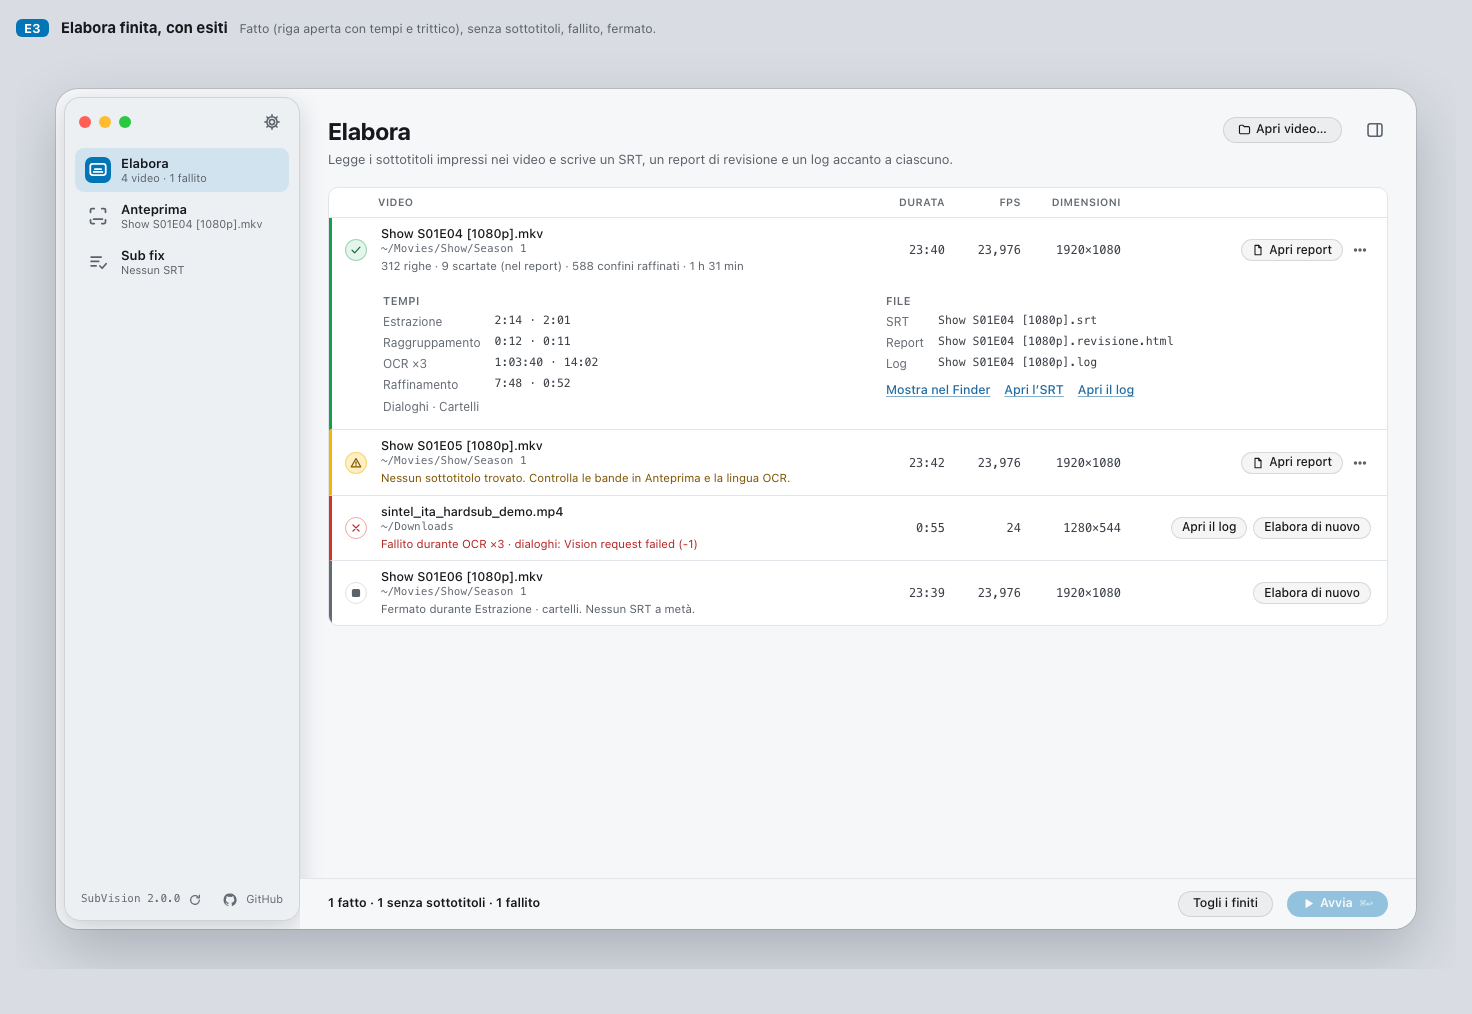 E3 Elabora finita, con esiti Fatto (riga aperta con tempi e trittico), senza sottotitoli, fallito, fermato.
Elabora
4 video · 1 fallito
Anteprima
Show S01E04 [1080p].mkv
Sub fix
Nessun SRT
SubVision 2.0.0 GitHub
Elabora
Apri video…
Legge i sottotitoli impressi nei video e scrive un SRT, un report di revisione e un log accanto a ciascuno.
VIDEO DURATA FPS DIMENSIONI
Show S01E04 [1080p].mkv
~/Movies/Show/Season 1
312 righe · 9 scartate (nel report) · 588 confini raffinati · 1 h 31 min
23:40 23,976 1920×1080 Apri report
TEMPI
Estrazione 2:14 · 2:01
Raggruppamento 0:12 · 0:11
OCR ×3 1:03:40 · 14:02
Raffinamento 7:48 · 0:52
Dialoghi · Cartelli
FILE
SRT Show S01E04 [1080p].srt
Report Show S01E04 [1080p].revisione.html
Log Show S01E04 [1080p].log
Mostra nel Finder Apri l’SRT Apri il log
Show S01E05 [1080p].mkv
~/Movies/Show/Season 1
Nessun sottotitolo trovato. Controlla le bande in Anteprima e la lingua OCR.
23:42 23,976 1920×1080 Apri report
sintel_ita_hardsub_demo.mp4
~/Downloads
Fallito durante OCR ×3 · dialoghi: Vision request failed (-1)
0:55 24 1280×544 Apri il log Elabora di nuovo
Show S01E06 [1080p].mkv
~/Movies/Show/Season 1
Fermato durante Estrazione · cartelli. Nessun SRT a metà.
23:39 23,976 1920×1080 Elabora di nuovo
1 fatto · 1 senza sottotitoli · 1 fallito
Togli i finiti Avvia ⌘↩